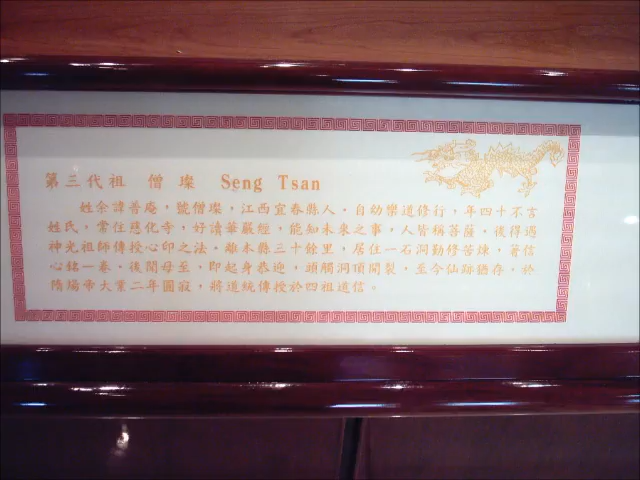 第三代祖 僧 璨 Seng Tsan
姓余諱普庵，號僧璨，江西宜春縣人。自幼樂道修行，年四十不言
姓氏，常住慈化寺，好讀華嚴經，能知未來之事，人皆稱菩薩，後得遇
神光祖師傳授心印之法。離本縣三十餘里，居住一石洞勤修苦煉，著信
心銘一卷。後聞母至，即起身恭迎，頭觸洞頂開裂，至今仙跡猶存，於
隋煬帝大業二年圓寂，將道統傳授於四祖道信。